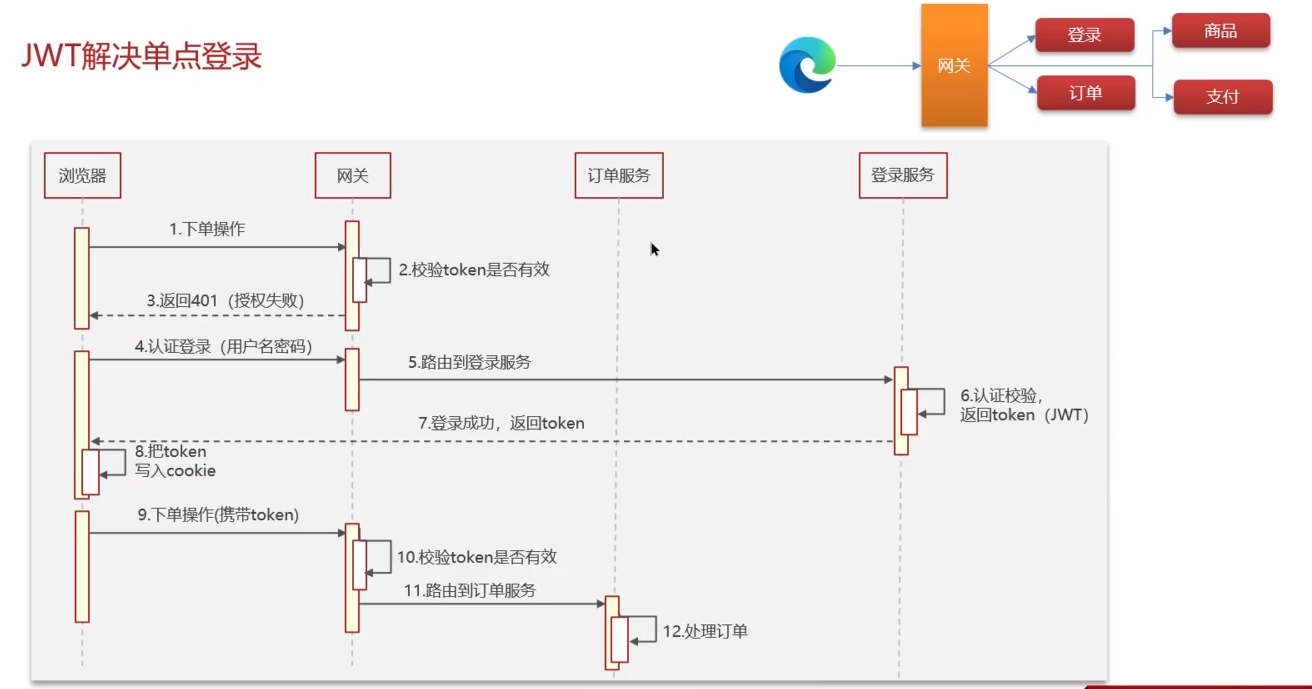 JWT解决单点登录
网关
登录
订单
商品
支付
浏览器
网关
订单服务
登录服务
1.下单操作
2.校验token是否有效
3.返回401（授权失败）
4.认证登录（用户名密码）
5.路由到登录服务
6.认证校验，
返回token（JWT）
7.登录成功，返回token
8.把token
写入cookie
9.下单操作(携带token)
10.校验token是否有效
11.路由到订单服务
12.处理订单